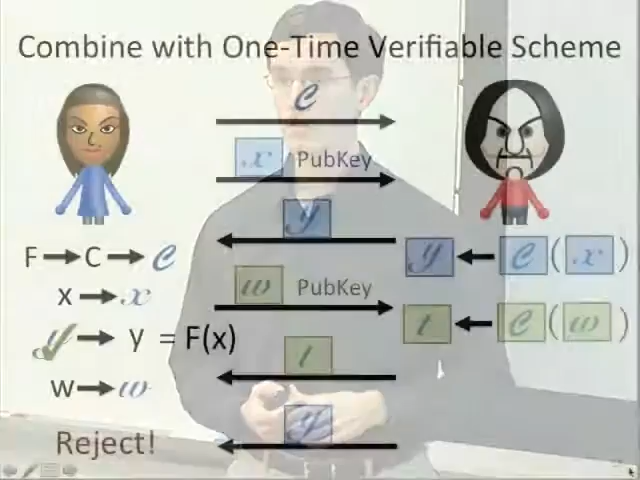 Combine with One-Time Verifiable Scheme
C
x PubKey
y
F C C
y C ( x )
x x
w PubKey
t C ( w )
y y = F(x)
t
w w
y
Reject!